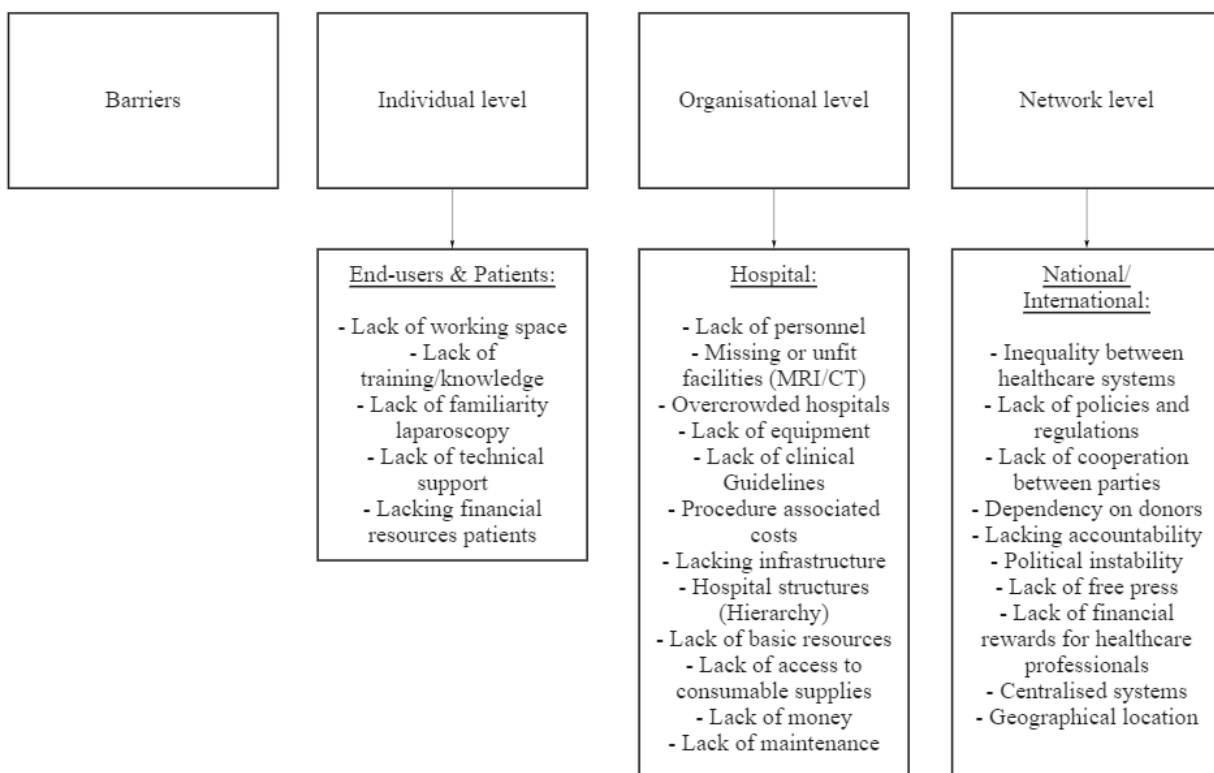 Barriers
Individual level
Organisational level
Network level
End-users & Patients:
- Lack of working space
- Lack of
training/knowledge
- Lack of familiarity
laparoscopy
- Lack of technical
support
- Lacking financial
resources patients
Hospital:
- Lack of personnel
- Missing or unfit
facilities (MRI/CT)
- Overcrowded hospitals
- Lack of equipment
- Lack of clinical
Guidelines
- Procedure associated
costs
- Lacking infrastructure
- Hospital structures
(Hierarchy)
- Lack of basic resources
- Lack of access to
consumable supplies
- Lack of money
- Lack of maintenance
National/
International:
- Inequality between
healthcare systems
- Lack of policies and
regulations
- Lack of cooperation
between parties
- Dependency on donors
- Lacking accountability
- Political instability
- Lack of free press
- Lack of financial
rewards for healthcare
professionals
- Centralised systems
- Geographical location